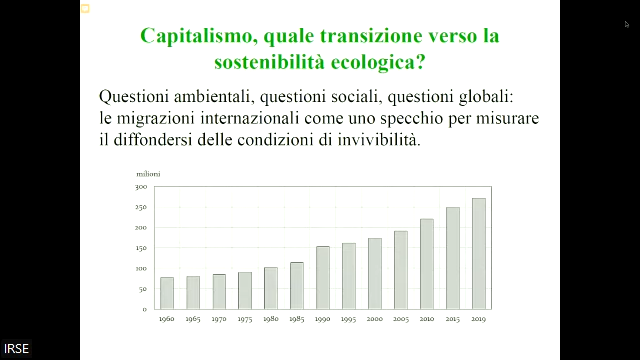 Capitalismo, quale transizione verso la
sostenibilità ecologica?
Questioni ambientali, questioni sociali, questioni globali:
le migrazioni internazionali come uno specchio per misurare
il diffondersi delle condizioni di invivibilità.
milioni
300
250
200
150
100
50
0
1960 1965 1970 1975 1980 1985 1990 1995 2000 2005 2010 2015 2019
IRSE